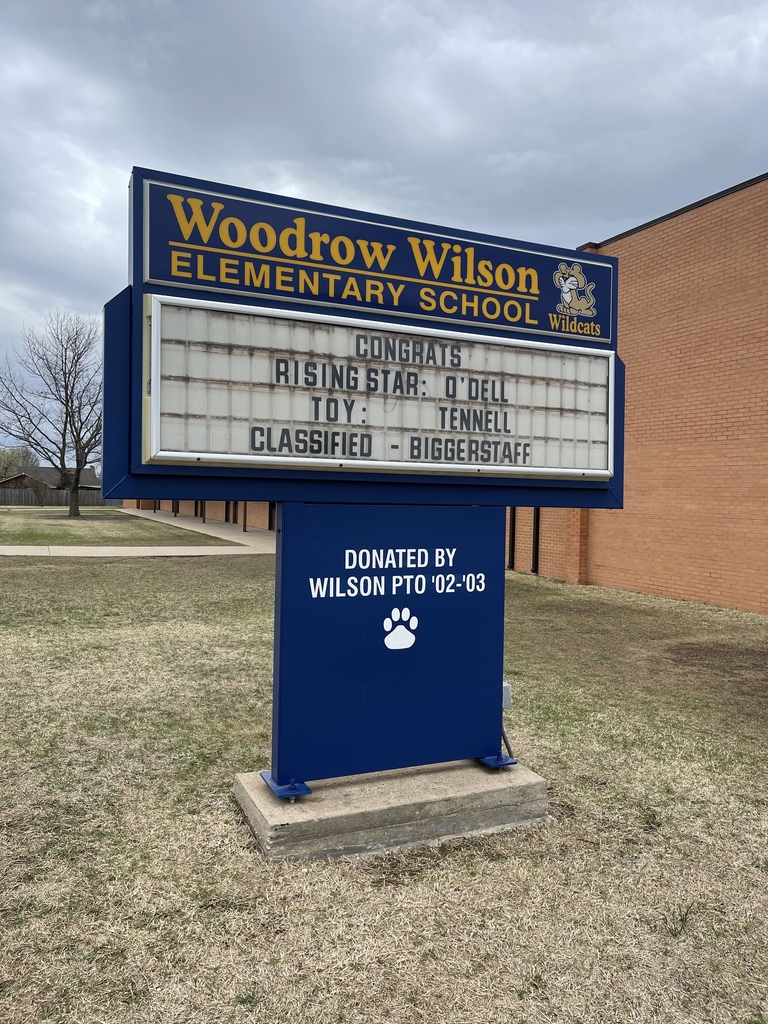 Woodrow Wilson
ELEMENTARY SCHOOL
Wildcats
CONGRATS
RISING STAR: O'DELL
TOY: TENNELL
CLASSIFIED - BIGGERSTAFF
DONATED BY
WILSON PTO '02-'03